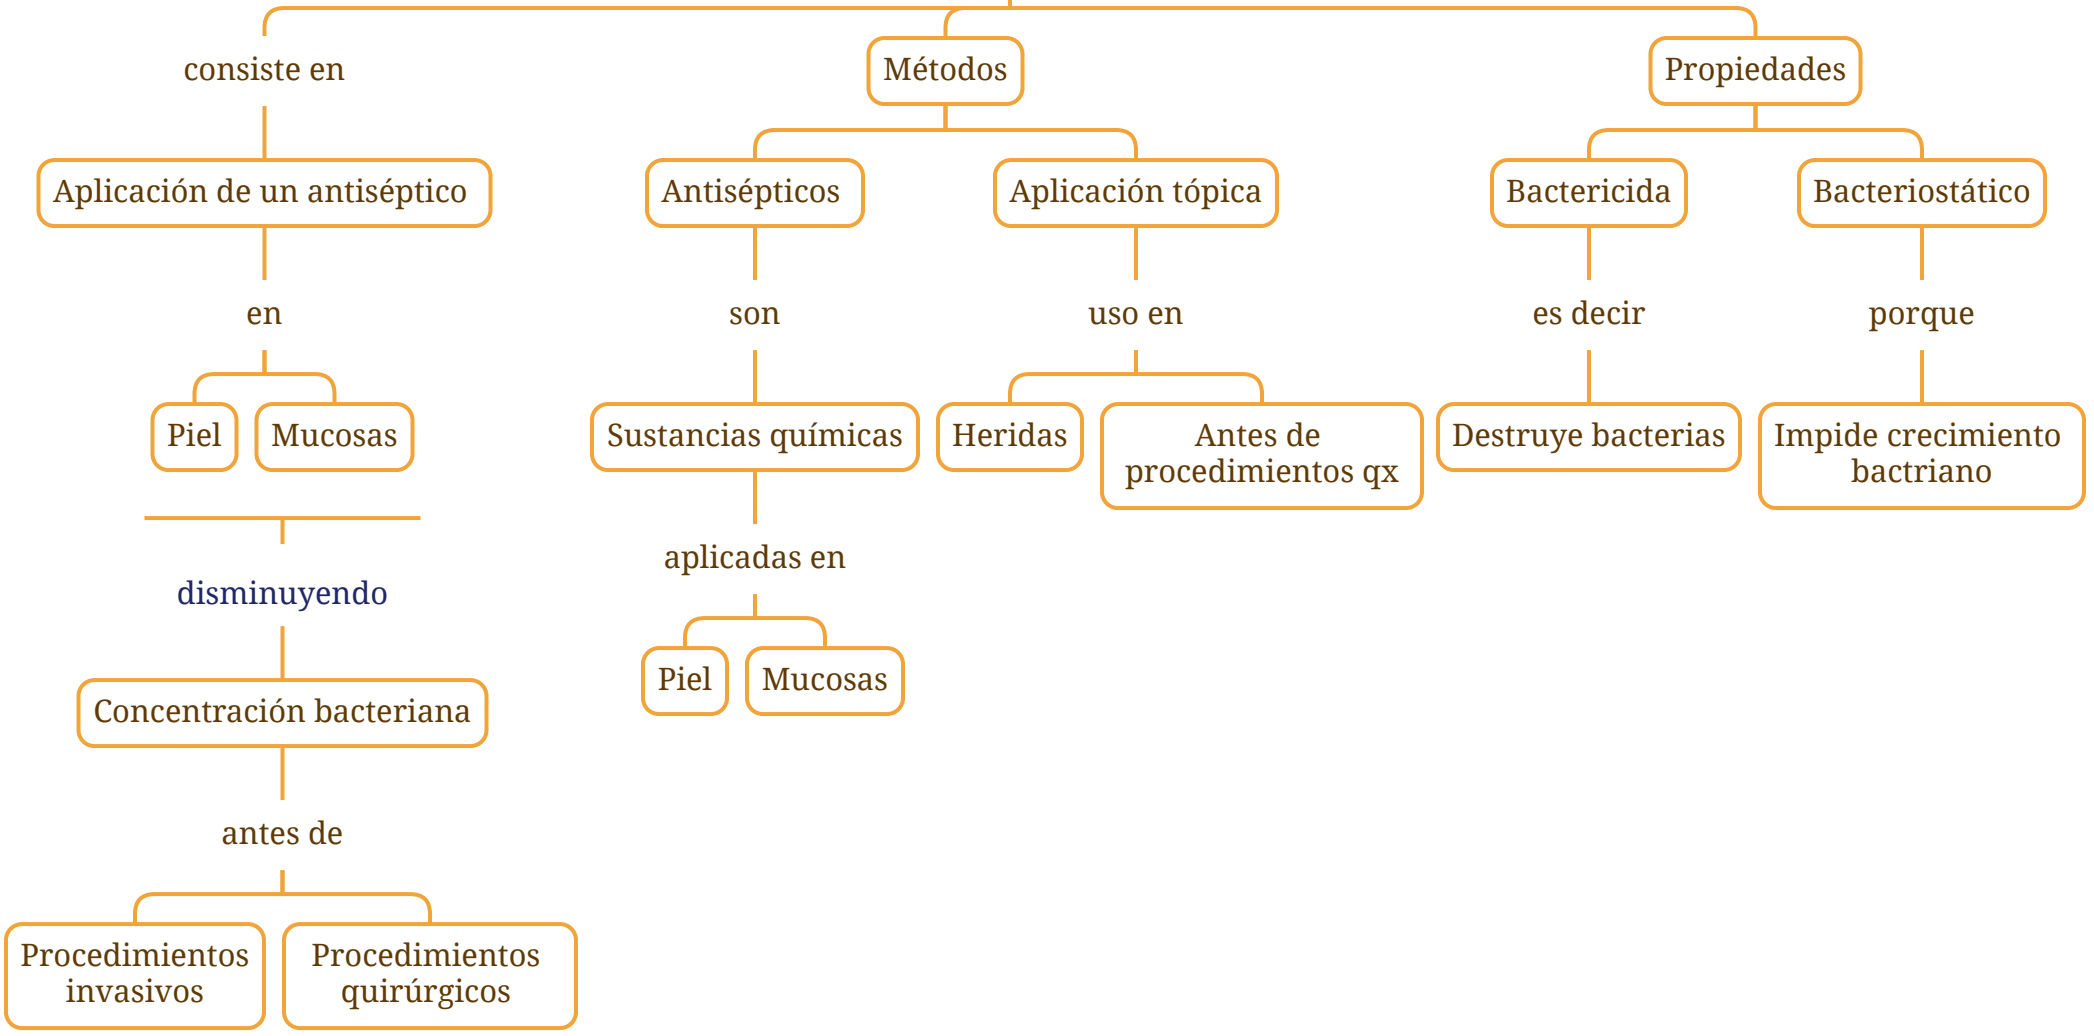 consiste en
Métodos
Propiedades
Aplicación de un antiséptico
Antisépticos
Aplicación tópica
Bactericida
Bacteriostático
en
son
uso en
es decir
porque
Piel
Mucosas
Sustancias químicas
Heridas
Antes de
procedimientos qx
Destruye bacterias
Impide crecimiento
bactriano
aplicadas en
disminuyendo
Piel
Mucosas
Concentración bacteriana
antes de
Procedimientos
invasivos
Procedimientos
quirúrgicos